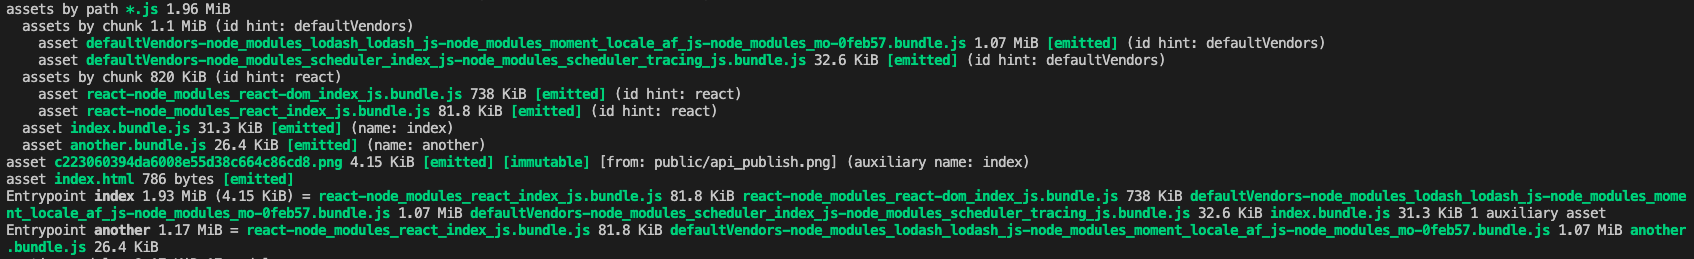 assets by path *.js 1.96 MiB
assets by chunk 1.1 MiB (id hint: defaultVendors)
asset defaultVendors-node_modules_lodash_lodash_js-node_modules_moment_locale_af_js-node_modules_mo-0feb57.bundle.js 1.07 MiB [emitted] (id hint: defaultVendors)
asset defaultVendors-node_modules_scheduler_index_js-node_modules_scheduler_tracing_js.bundle.js 32.6 KiB [emitted] (id hint: defaultVendors)
assets by chunk 820 KiB (id hint: react)
asset react-node_modules_react-dom_index_js.bundle.js 738 KiB [emitted] (id hint: react)
asset react-node_modules_react_index_js.bundle.js 81.8 KiB [emitted] (id hint: react)
asset index.bundle.js 31.3 KiB [emitted] (name: index)
asset another.bundle.js 26.4 KiB [emitted] (name: another)
asset c223060394da6008e55d38c664c86cd8.png 4.15 KiB [emitted] [immutable] [from: public/api_publish.png] (auxiliary name: index)
asset index.html 786 bytes [emitted]
Entrypoint index 1.93 MiB (4.15 KiB) = react-node_modules_react_index_js.bundle.js 81.8 KiB react-node_modules_react-dom_index_js.bundle.js 738 KiB defaultVendors-node_modules_lodash_lodash_js-node_modules_mome
nt_locale_af_js-node_modules_mo-0feb57.bundle.js 1.07 MiB defaultVendors-node_modules_scheduler_index_js-node_modules_scheduler_tracing_js.bundle.js 32.6 KiB index.bundle.js 31.3 KiB 1 auxiliary asset
Entrypoint another 1.17 MiB = react-node_modules_react_index_js.bundle.js 81.8 KiB defaultVendors-node_modules_lodash_lodash_js-node_modules_moment_locale_af_js-node_modules_mo-0feb57.bundle.js 1.07 MiB another
.bundle.js 26.4 KiB